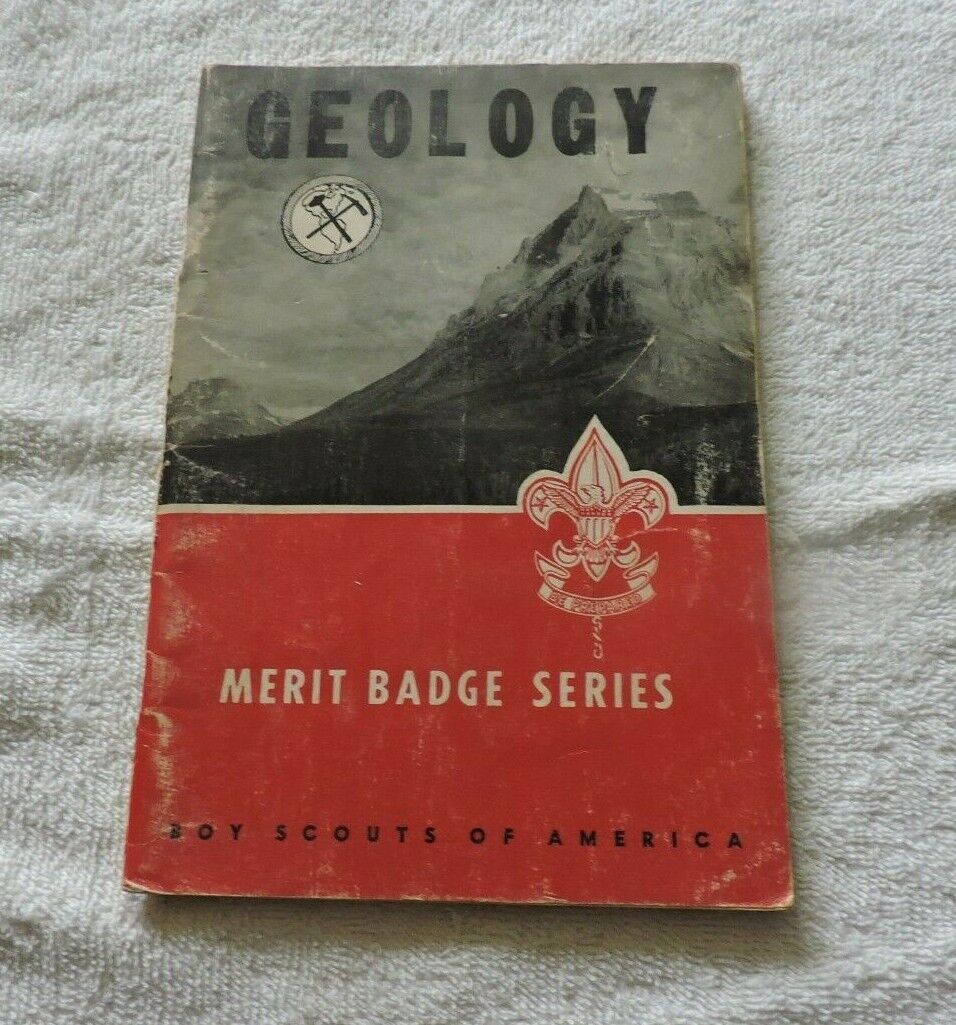 GEOLOGY
BE PREPARED
MERIT BADGE SERIES
BOY SCOUTS OF AMERICA